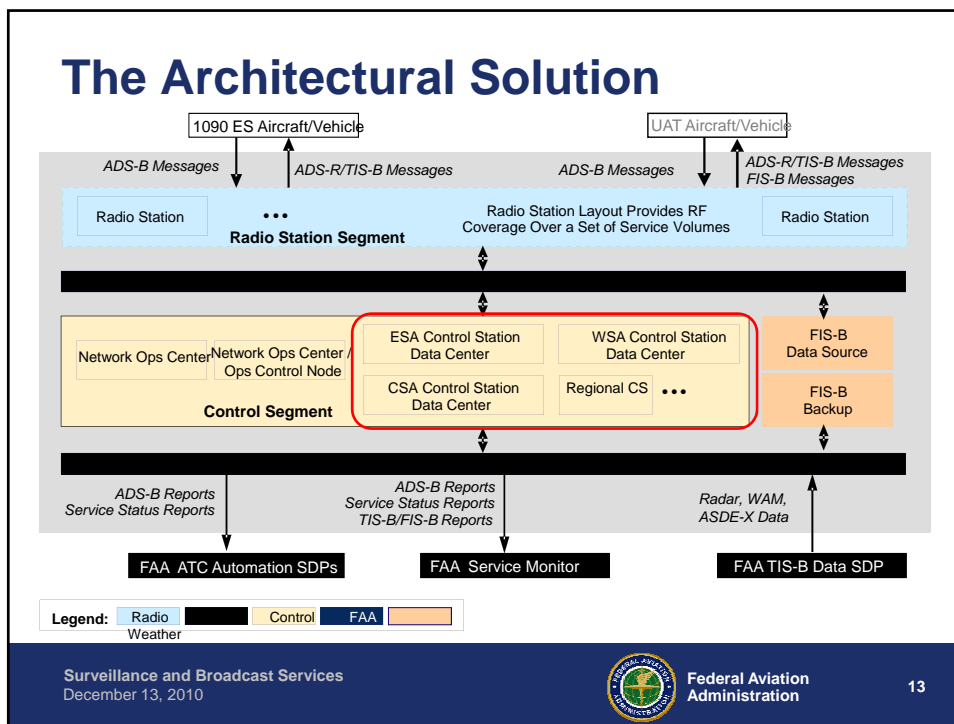 The Architectural Solution
1090 ES Aircraft/Vehicle
UAT Aircraft/Vehicle
ADS-B Messages
ADS-R/TIS-B Messages
ADS-B Messages
ADS-R/TIS-B Messages
FIS-B Messages
Radio Station
•••
Radio Station Segment
Radio Station Layout Provides RF
Coverage Over a Set of Service Volumes
Radio Station
Network Ops Center
Network Ops Center /
Ops Control Node
Control Segment
ESA Control Station
Data Center
WSA Control Station
Data Center
CSA Control Station
Data Center
Regional CS
•••
FIS-B
Data Source
FIS-B
Backup
ADS-B Reports
Service Status Reports
ADS-B Reports
Service Status Reports
TIS-B/FIS-B Reports
Radar, WAM,
ASDE-X Data
FAA ATC Automation SDPs
FAA Service Monitor
FAA TIS-B Data SDP
Legend:
Radio
Control
FAA
Weather
Surveillance and Broadcast Services
December 13, 2010
FEDERAL AVIATION
ADMINISTRATION
Federal Aviation
Administration
13